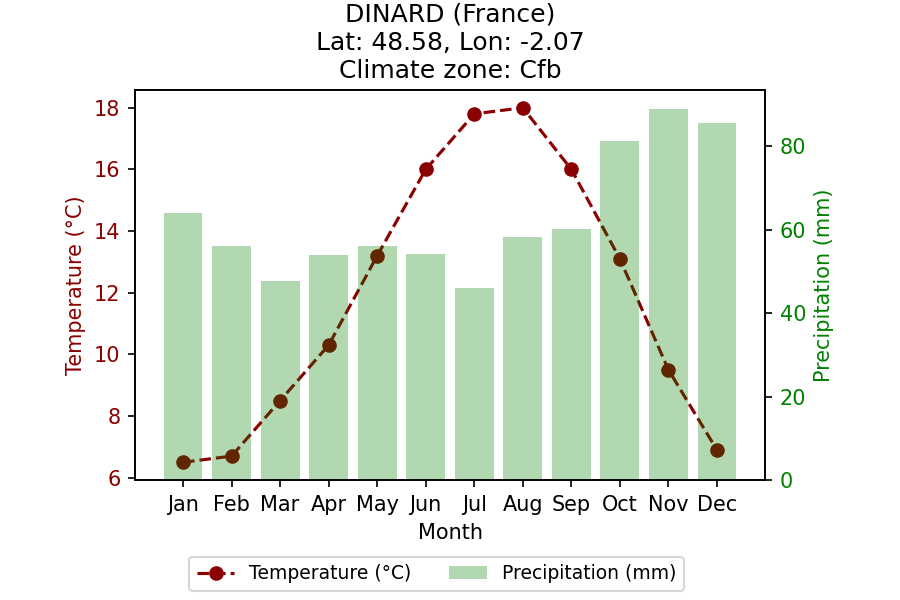 DINARD (France)
Lat: 48.58, Lon: -2.07
Climate zone: Cfb
18
16
14
12
10
8
6
Temperature (°C)
80
60
40
20
0
Precipitation (mm)
Jan Feb Mar Apr May Jun Jul Aug Sep Oct Nov Dec
Month
Temperature (°C) Precipitation (mm)